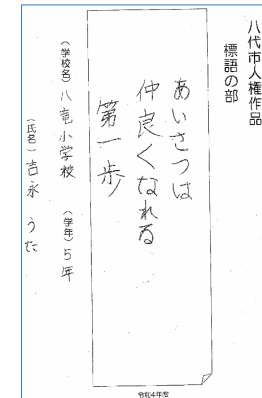 八代市人権作品
標語の部
あいさつは
仲良くなれる
第一歩
(学校名) 八竜小学校 (学年) 5年
(氏名) 吉永 うた
令和4年度